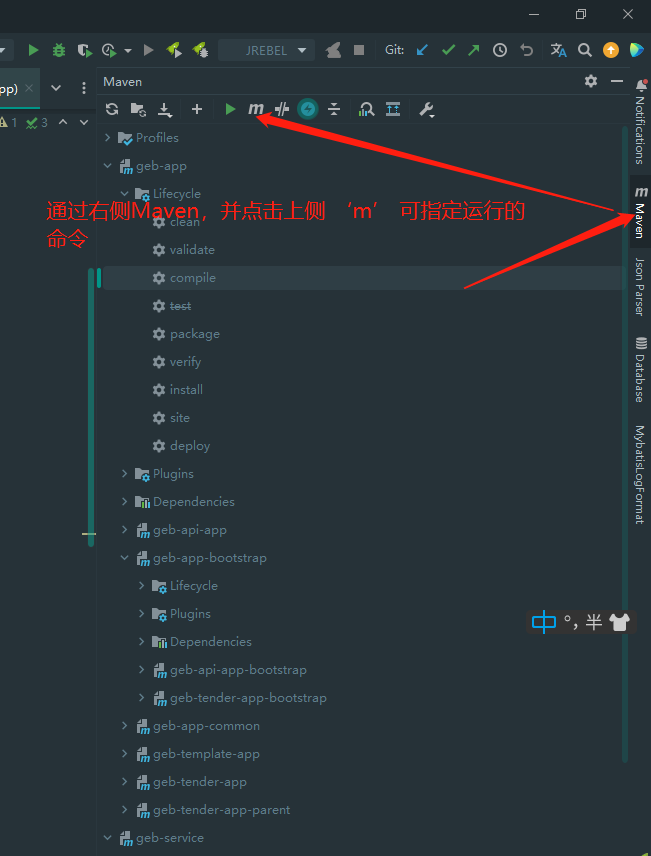 JREBEL
Git:
pp)
Maven
1
3
Notifications
Profiles
geb-app
m
Maven
Lifecycle
通过右侧Maven，并点击上侧 ‘m’ 可指定运行的
命令
clean
validate
Json Parser
compile
test
package
Database
verify
install
site
MybatisLogFormat
deploy
Plugins
Dependencies
geb-api-app
geb-app-bootstrap
Lifecycle
Plugins
中 °，半
Dependencies
geb-api-app-bootstrap
geb-tender-app-bootstrap
geb-app-common
geb-template-app
geb-tender-app
geb-tender-app-parent
geb-service